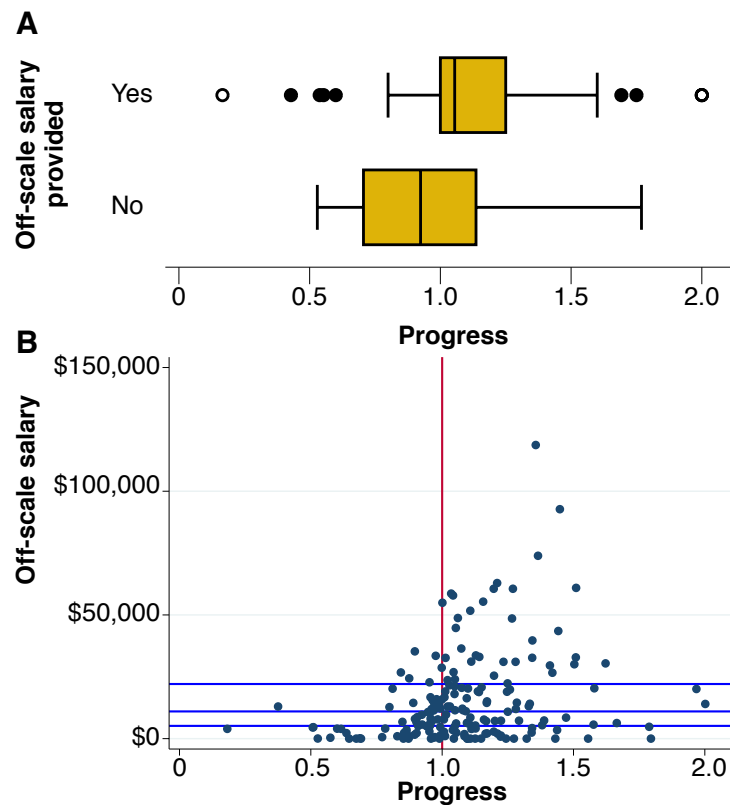 A
Off-scale salary
provided
Yes
No
0 0.5 1.0 1.5 2.0
Progress
B
Off-scale salary
$150,000
$100,000
$50,000
$0
0 0.5 1.0 1.5 2.0
Progress